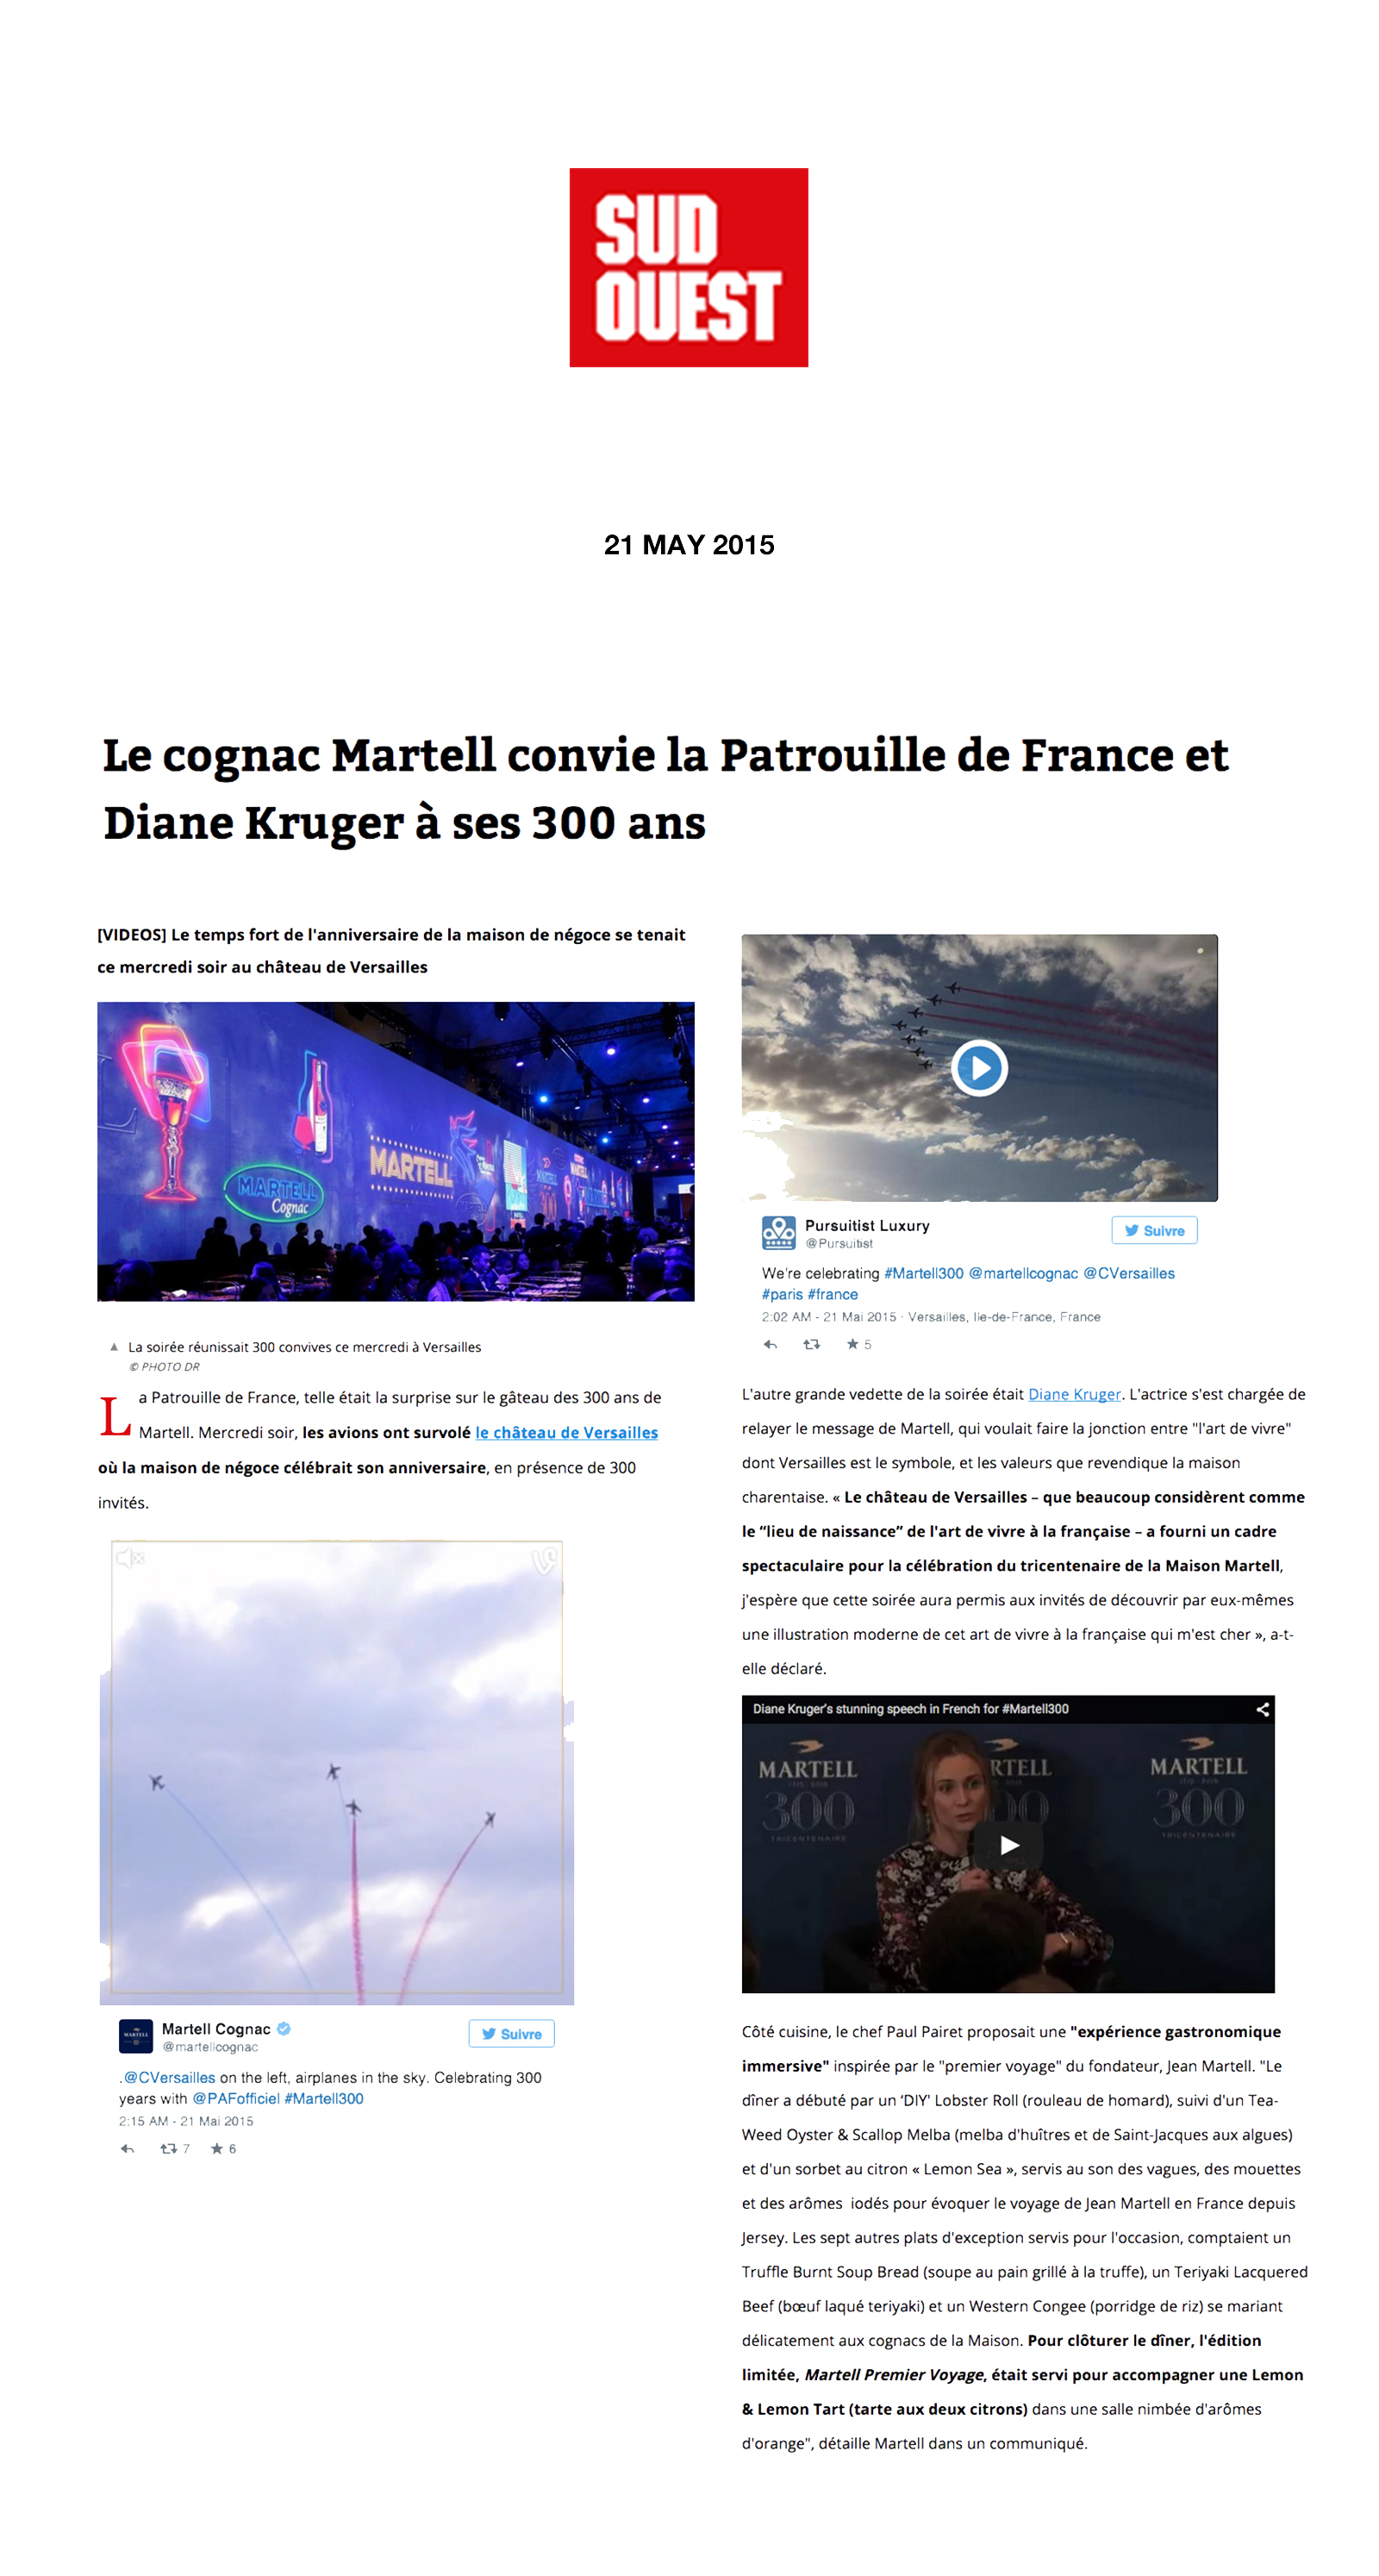 SUD
OUEST
21 MAY 2015
Le cognac Martell convie la Patrouille de France et
Diane Kruger à ses 300 ans
[VIDEOS] Le temps fort de l'anniversaire de la maison de négoce se tenait
ce mercredi soir au château de Versailles
MARTELL
Cognac
MARTELL
▲ La soirée réunissait 300 convives ce mercredi à Versailles
© PHOTO DR
La Patrouille de France, telle était la surprise sur le gâteau des 300 ans de
Martell. Mercredi soir, les avions ont survolé le château de Versailles
où la maison de négoce célébrait son anniversaire, en présence de 300
invités.
Martell Cognac
Suivre
@martellcognac
.@CVersailles on the left, airplanes in the sky. Celebrating 300
years with @PAFofficiel #Martell300
2:15 AM - 21 Mai 2015
7 6
Pursuitist Luxury
Suivre
@Pursuitist
We're celebrating #Martell300 @martellcognac @CVersailles
#paris #france
2:02 AM - 21 Mai 2015 · Versailles, Ile-de-France, France
5
L'autre grande vedette de la soirée était Diane Kruger. L'actrice s'est chargée de
relayer le message de Martell, qui voulait faire la jonction entre "l'art de vivre"
dont Versailles est le symbole, et les valeurs que revendique la maison
charentaise. « Le château de Versailles – que beaucoup considèrent comme
le “lieu de naissance” de l'art de vivre à la française – a fourni un cadre
spectaculaire pour la célébration du tricentenaire de la Maison Martell,
j'espère que cette soirée aura permis aux invités de découvrir par eux-mêmes
une illustration moderne de cet art de vivre à la française qui m'est cher », a-t-
elle déclaré.
Diane Kruger's stunning speech in French for #Martell300
MARTELL
300
TRICENTENAIRE
RTELL
MARTELL
300
TRICENTENAIRE
Côté cuisine, le chef Paul Pairet proposait une "expérience gastronomique
immersive" inspirée par le "premier voyage" du fondateur, Jean Martell. "Le
dîner a débuté par un ‘DIY' Lobster Roll (rouleau de homard), suivi d'un Tea-
Weed Oyster & Scallop Melba (melba d'huîtres et de Saint-Jacques aux algues)
et d'un sorbet au citron « Lemon Sea », servis au son des vagues, des mouettes
et des arômes iodés pour évoquer le voyage de Jean Martell en France depuis
Jersey. Les sept autres plats d'exception servis pour l'occasion, comptaient un
Truffle Burnt Soup Bread (soupe au pain grillé à la truffe), un Teriyaki Lacquered
Beef (bœuf laqué teriyaki) et un Western Congee (porridge de riz) se mariant
délicatement aux cognacs de la Maison. Pour clôturer le dîner, l'édition
limitée, Martell Premier Voyage, était servi pour accompagner une Lemon
& Lemon Tart (tarte aux deux citrons) dans une salle nimbée d'arômes
d'orange", détaille Martell dans un communiqué.